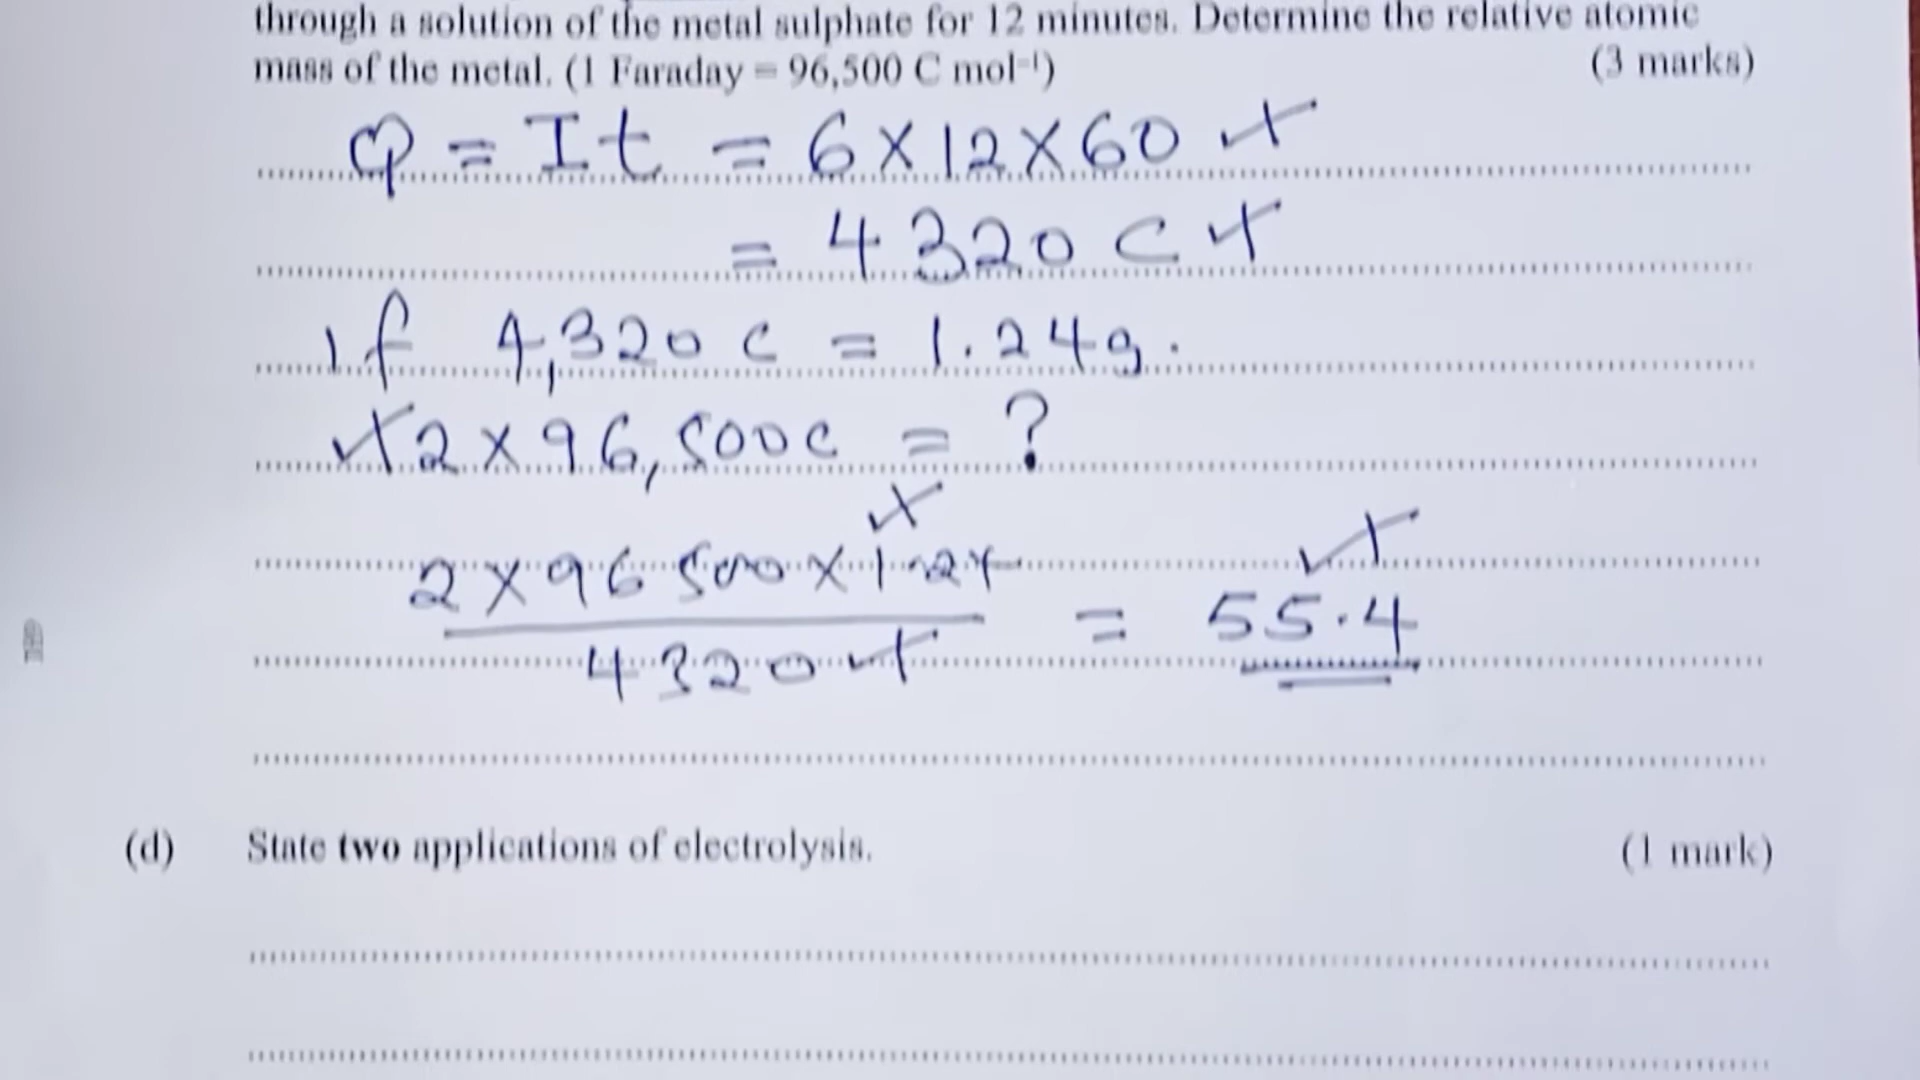 through a solution of the metal sulphate for 12 minutes. Determine the relative atomic
mass of the metal. (1 Faraday = 96,500 C mol⁻¹) (3 marks)
Q = It = 6 × 12 × 60 ✓
= 4320 C ✓
If 4,320 C = 1.24g.
✓ 2 × 96,500 C = ?
✓
2 × 96 500 × 1.24
4320 ✓ = 55.4 ✓
(d) State two applications of electrolysis. (1 mark)